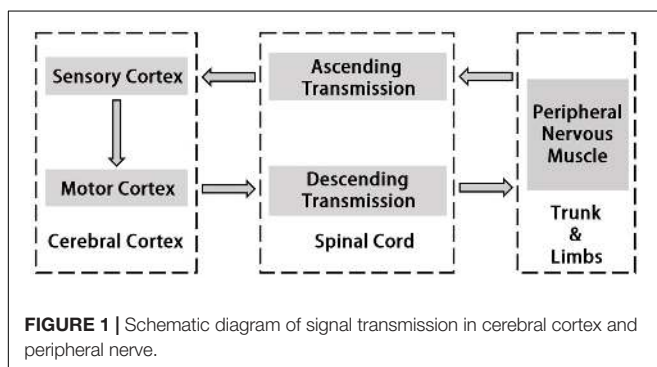 Sensory Cortex
Motor Cortex
Cerebral Cortex
Ascending
Transmission
Descending
Transmission
Spinal Cord
Peripheral
Nervous
Muscle
Trunk
&
Limbs
FIGURE 1 | Schematic diagram of signal transmission in cerebral cortex and
peripheral nerve.